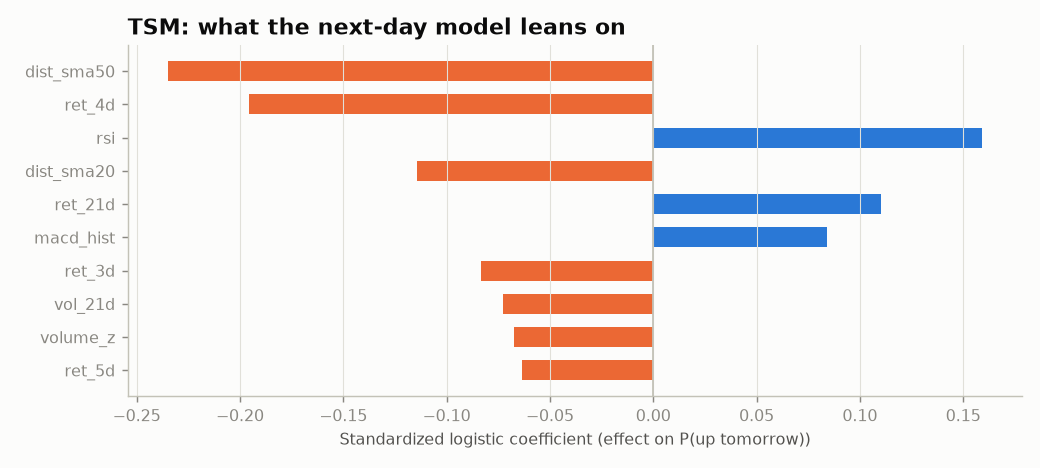 TSM: what the next-day model leans on
dist_sma50
ret_4d
rsi
dist_sma20
ret_21d
macd_hist
ret_3d
vol_21d
volume_z
ret_5d
−0.25 −0.20 −0.15 −0.10 −0.05 0.00 0.05 0.10 0.15
Standardized logistic coefficient (effect on P(up tomorrow))